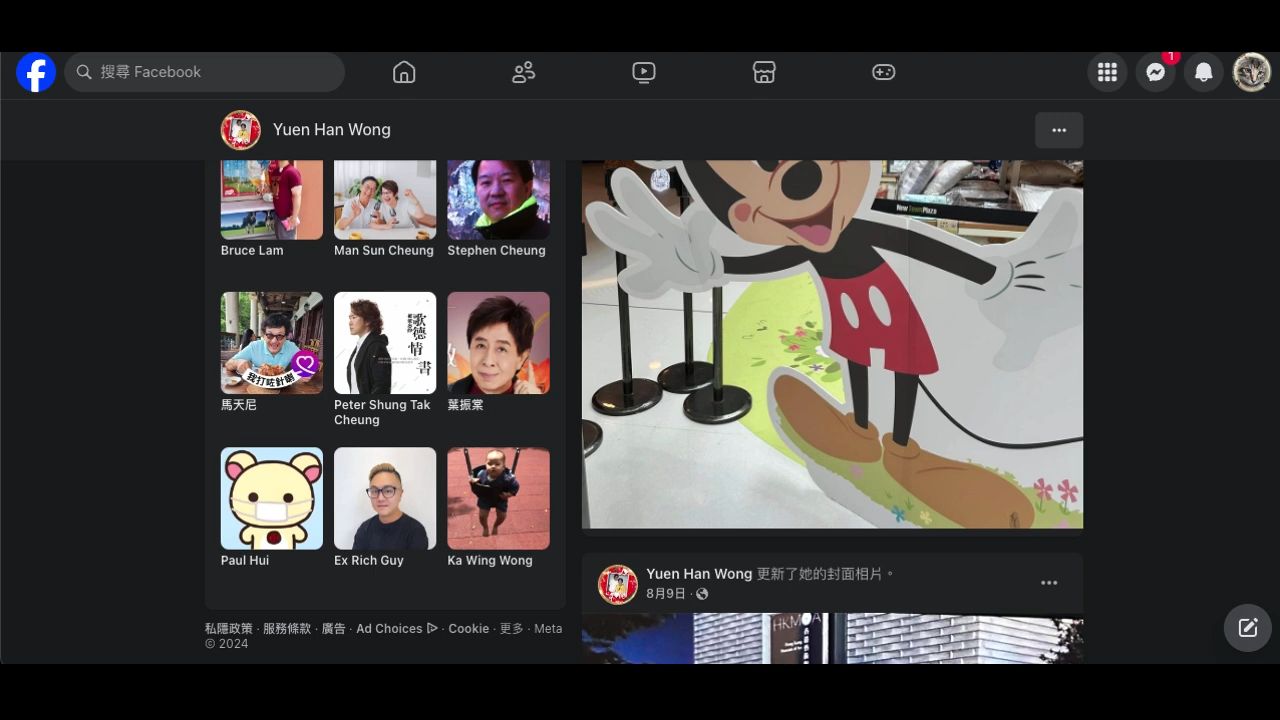 搜尋 Facebook
1
Yuen Han Wong
Bruce Lam
Man Sun Cheung
Stephen Cheung
我打咗針喇
歌德情書
馬天尼
Peter Shung Tak
Cheung
葉振棠
Paul Hui
Ex Rich Guy
Ka Wing Wong
私隱政策 · 服務條款 · 廣告 · Ad Choices · Cookie · 更多 · Meta
© 2024
New Town Plaza
Yuen Han Wong 更新了她的封面相片。
8月9日 ·
HKMOA